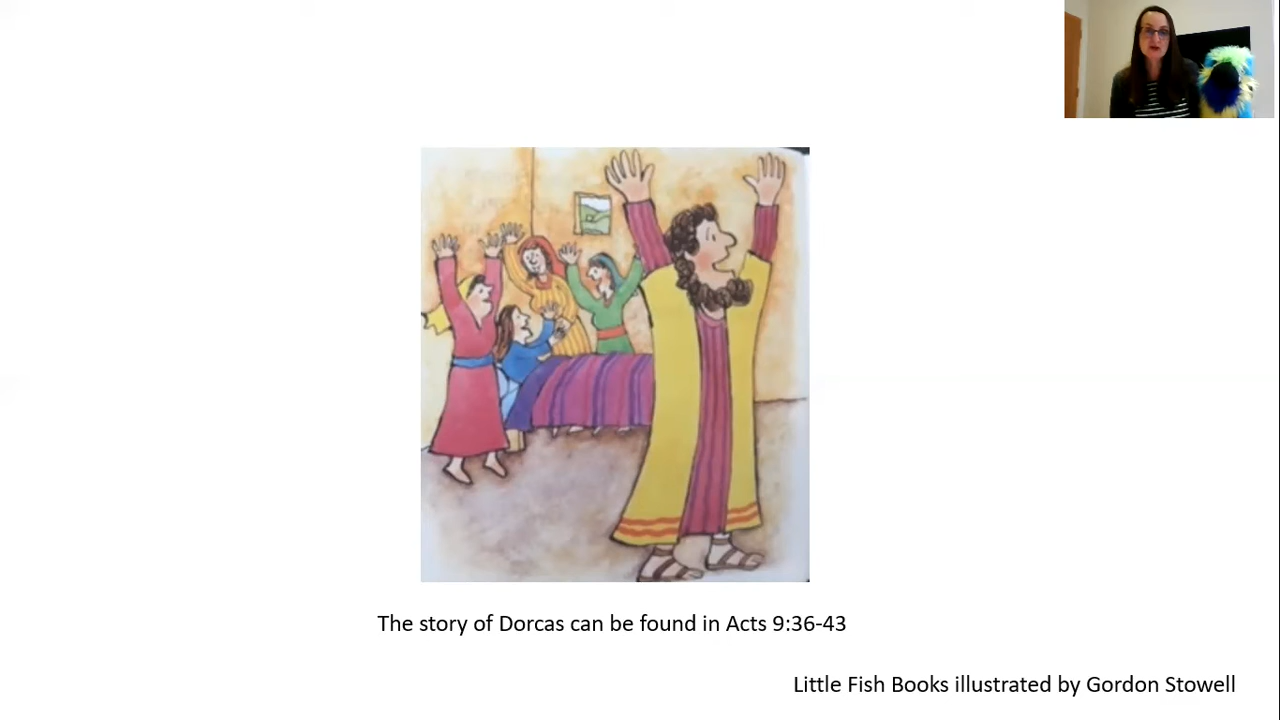 The story of Dorcas can be found in Acts 9:36-43
Little Fish Books illustrated by Gordon Stowell